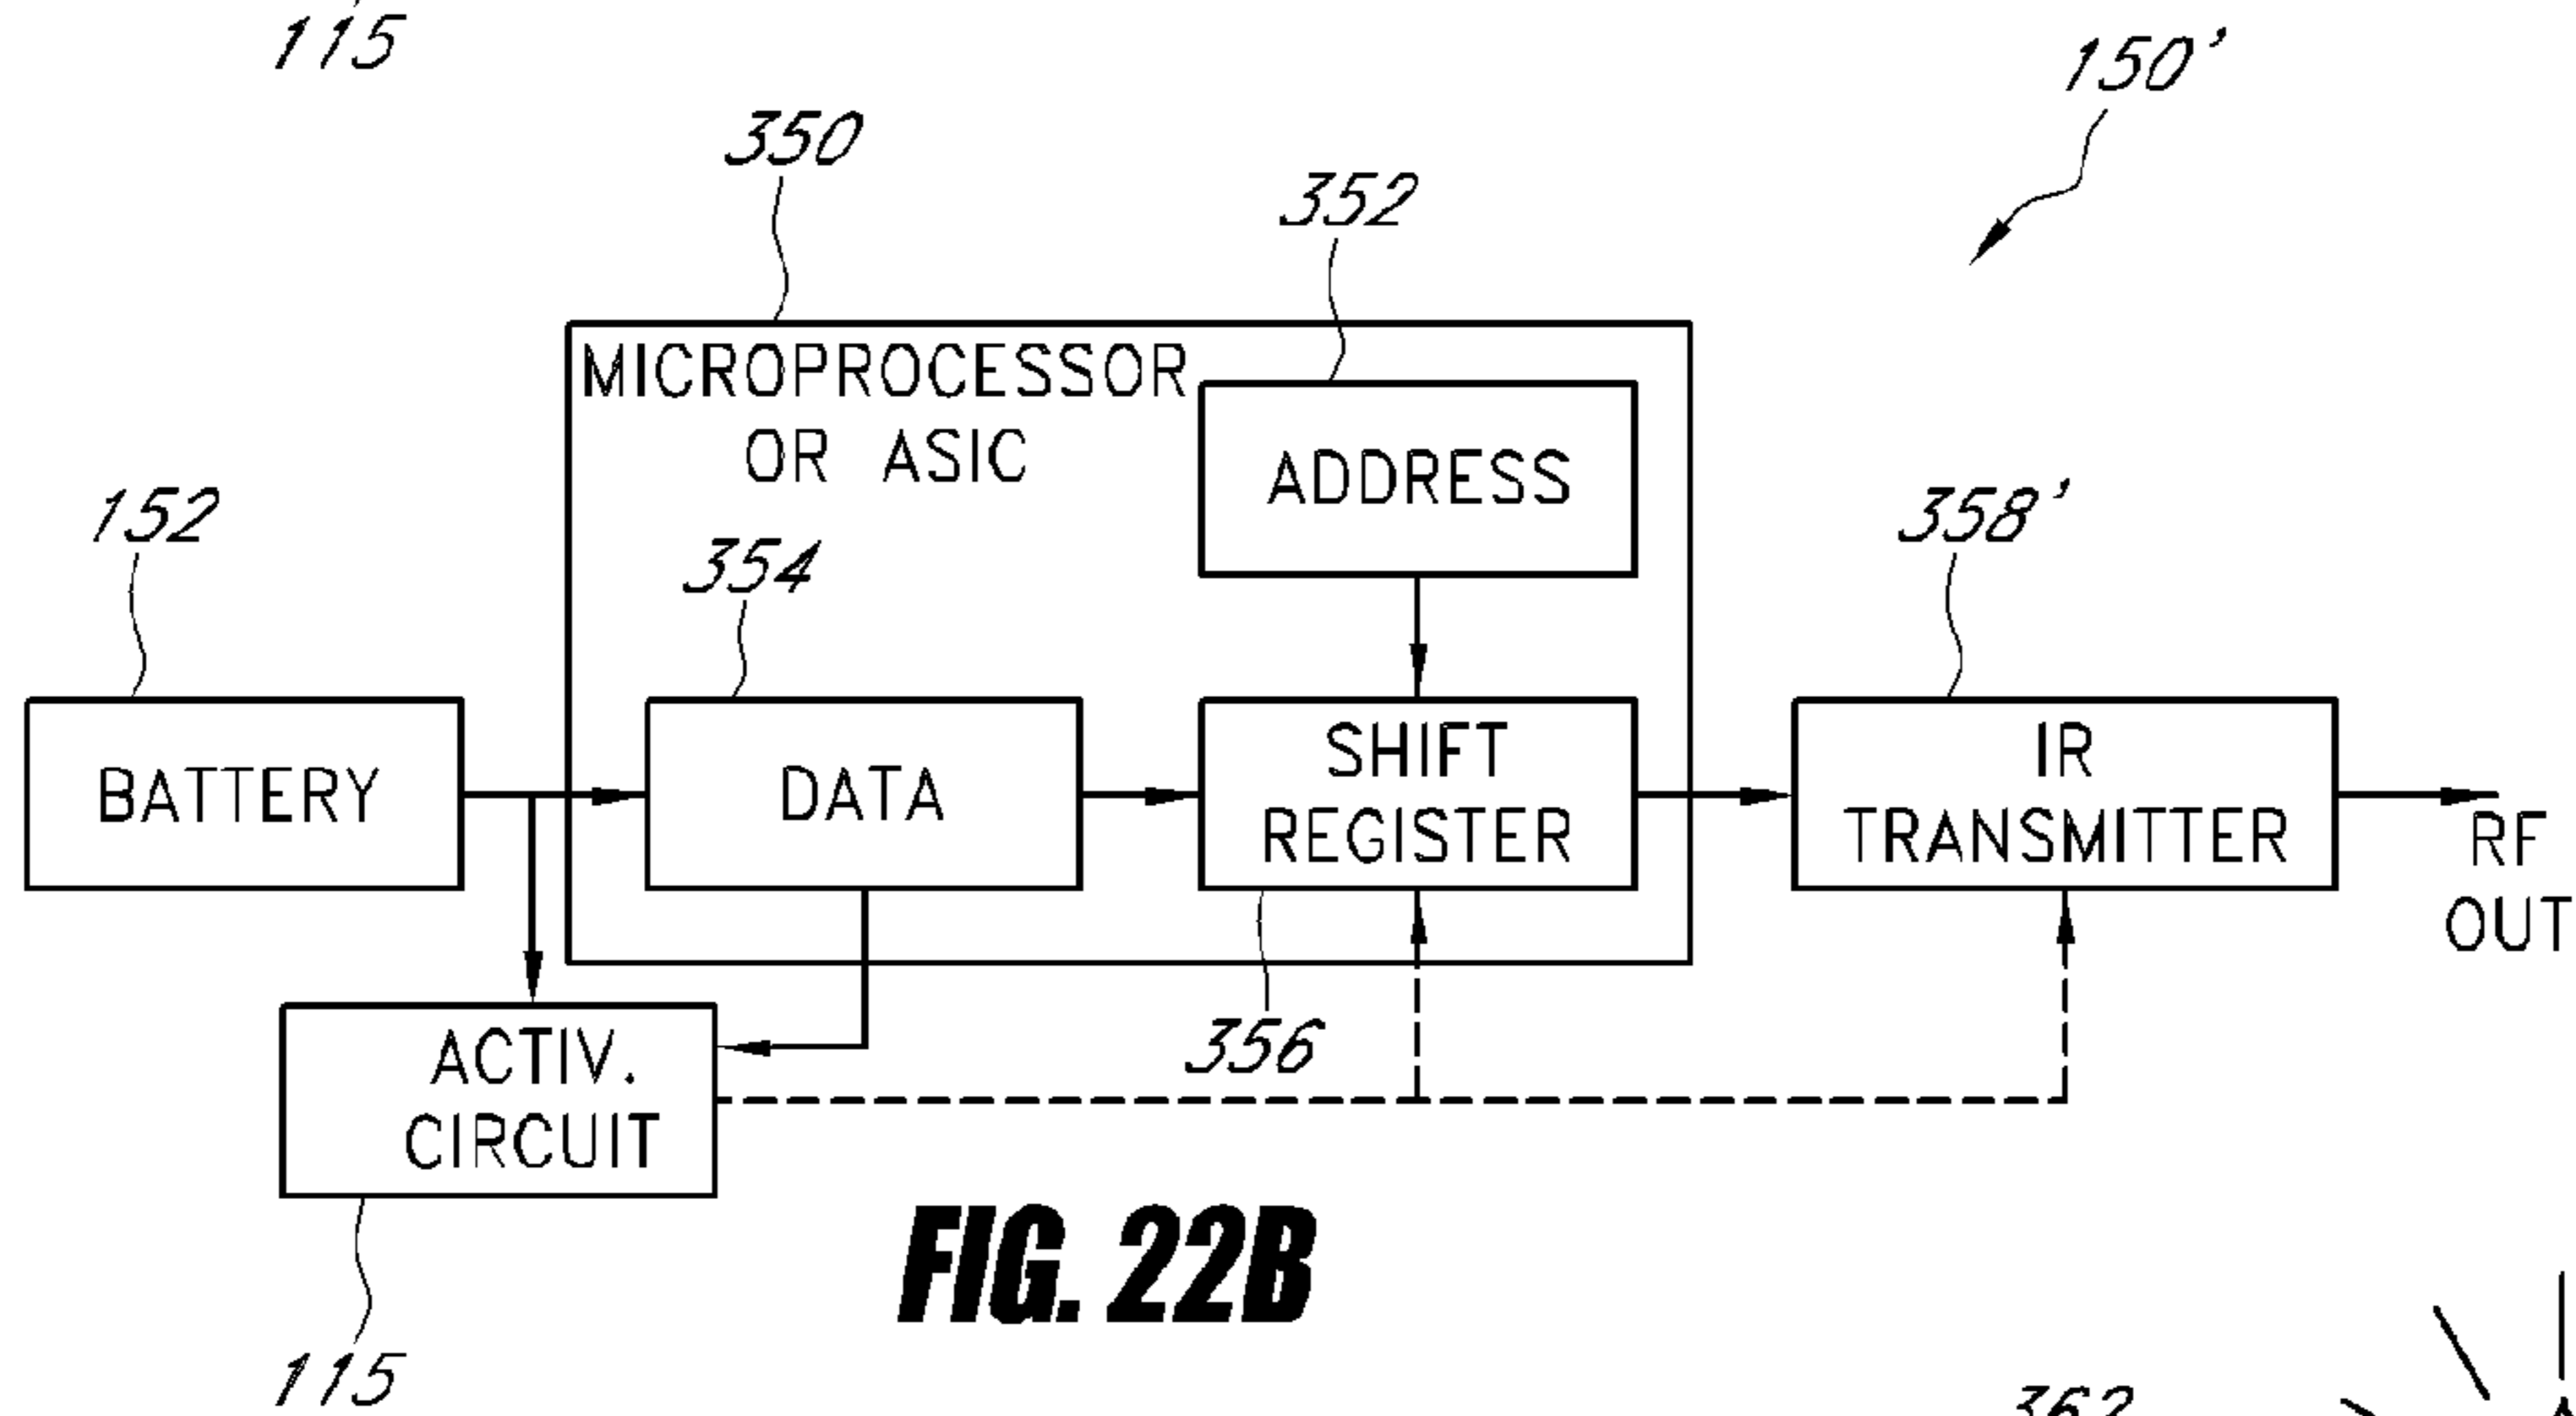 115
150'
350
352
MICROPROCESSOR
OR ASIC
ADDRESS
152
354
358'
BATTERY
DATA
SHIFT
REGISTER
IR
TRANSMITTER
RF
OUT
ACTIV.
CIRCUIT
356
115
FIG. 22B
362